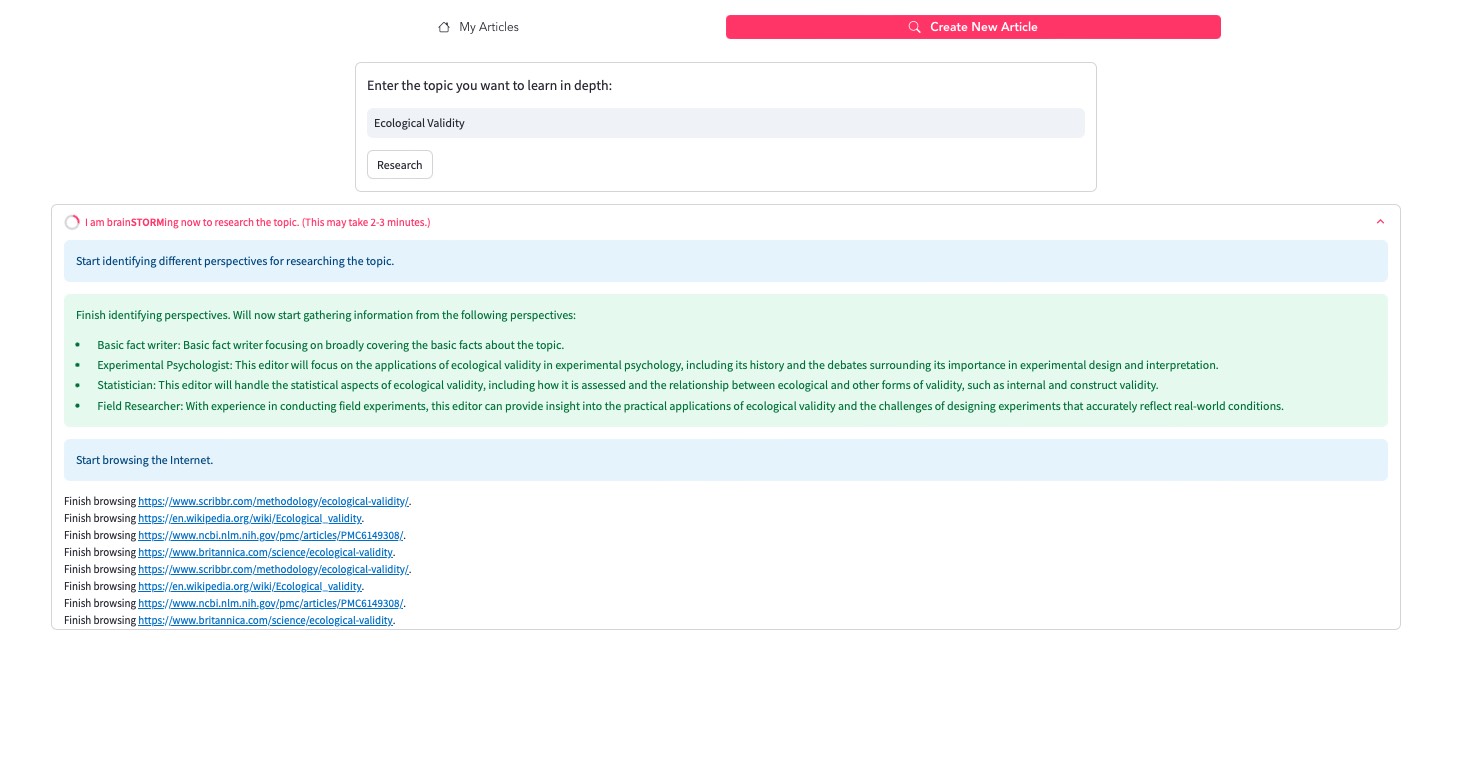 My Articles
Create New Article
Enter the topic you want to learn in depth:
Ecological Validity
Research
I am brainSTORMing now to research the topic. (This may take 2-3 minutes.)
Start identifying different perspectives for researching the topic.
Finish identifying perspectives. Will now start gathering information from the following perspectives:
• Basic fact writer: Basic fact writer focusing on broadly covering the basic facts about the topic.
• Experimental Psychologist: This editor will focus on the applications of ecological validity in experimental psychology, including its history and the debates surrounding its importance in experimental design and interpretation.
• Statistician: This editor will handle the statistical aspects of ecological validity, including how it is assessed and the relationship between ecological and other forms of validity, such as internal and construct validity.
• Field Researcher: With experience in conducting field experiments, this editor can provide insight into the practical applications of ecological validity and the challenges of designing experiments that accurately reflect real-world conditions.
Start browsing the Internet.
Finish browsing https://www.scribbr.com/methodology/ecological-validity/.
Finish browsing https://en.wikipedia.org/wiki/Ecological_validity.
Finish browsing https://www.ncbi.nlm.nih.gov/pmc/articles/PMC6149308/.
Finish browsing https://www.britannica.com/science/ecological-validity.
Finish browsing https://www.scribbr.com/methodology/ecological-validity/.
Finish browsing https://en.wikipedia.org/wiki/Ecological_validity.
Finish browsing https://www.ncbi.nlm.nih.gov/pmc/articles/PMC6149308/.
Finish browsing https://www.britannica.com/science/ecological-validity.